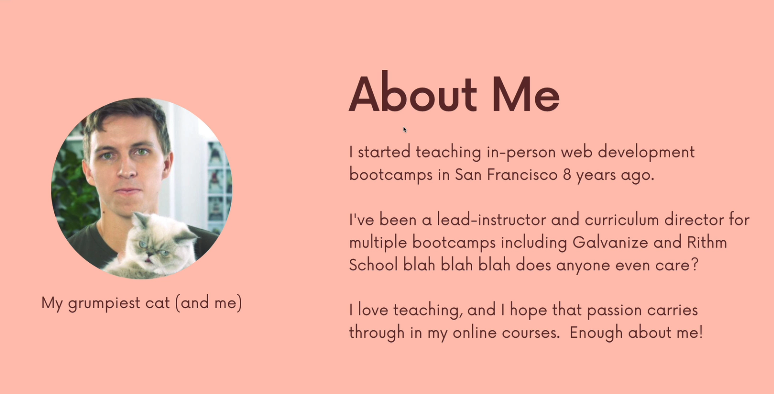 About Me
I started teaching in-person web development
bootcamps in San Francisco 8 years ago.
I've been a lead-instructor and curriculum director for
multiple bootcamps including Galvanize and Rithm
School blah blah blah does anyone even care?
I love teaching, and I hope that passion carries
through in my online courses.  Enough about me!
My grumpiest cat (and me)